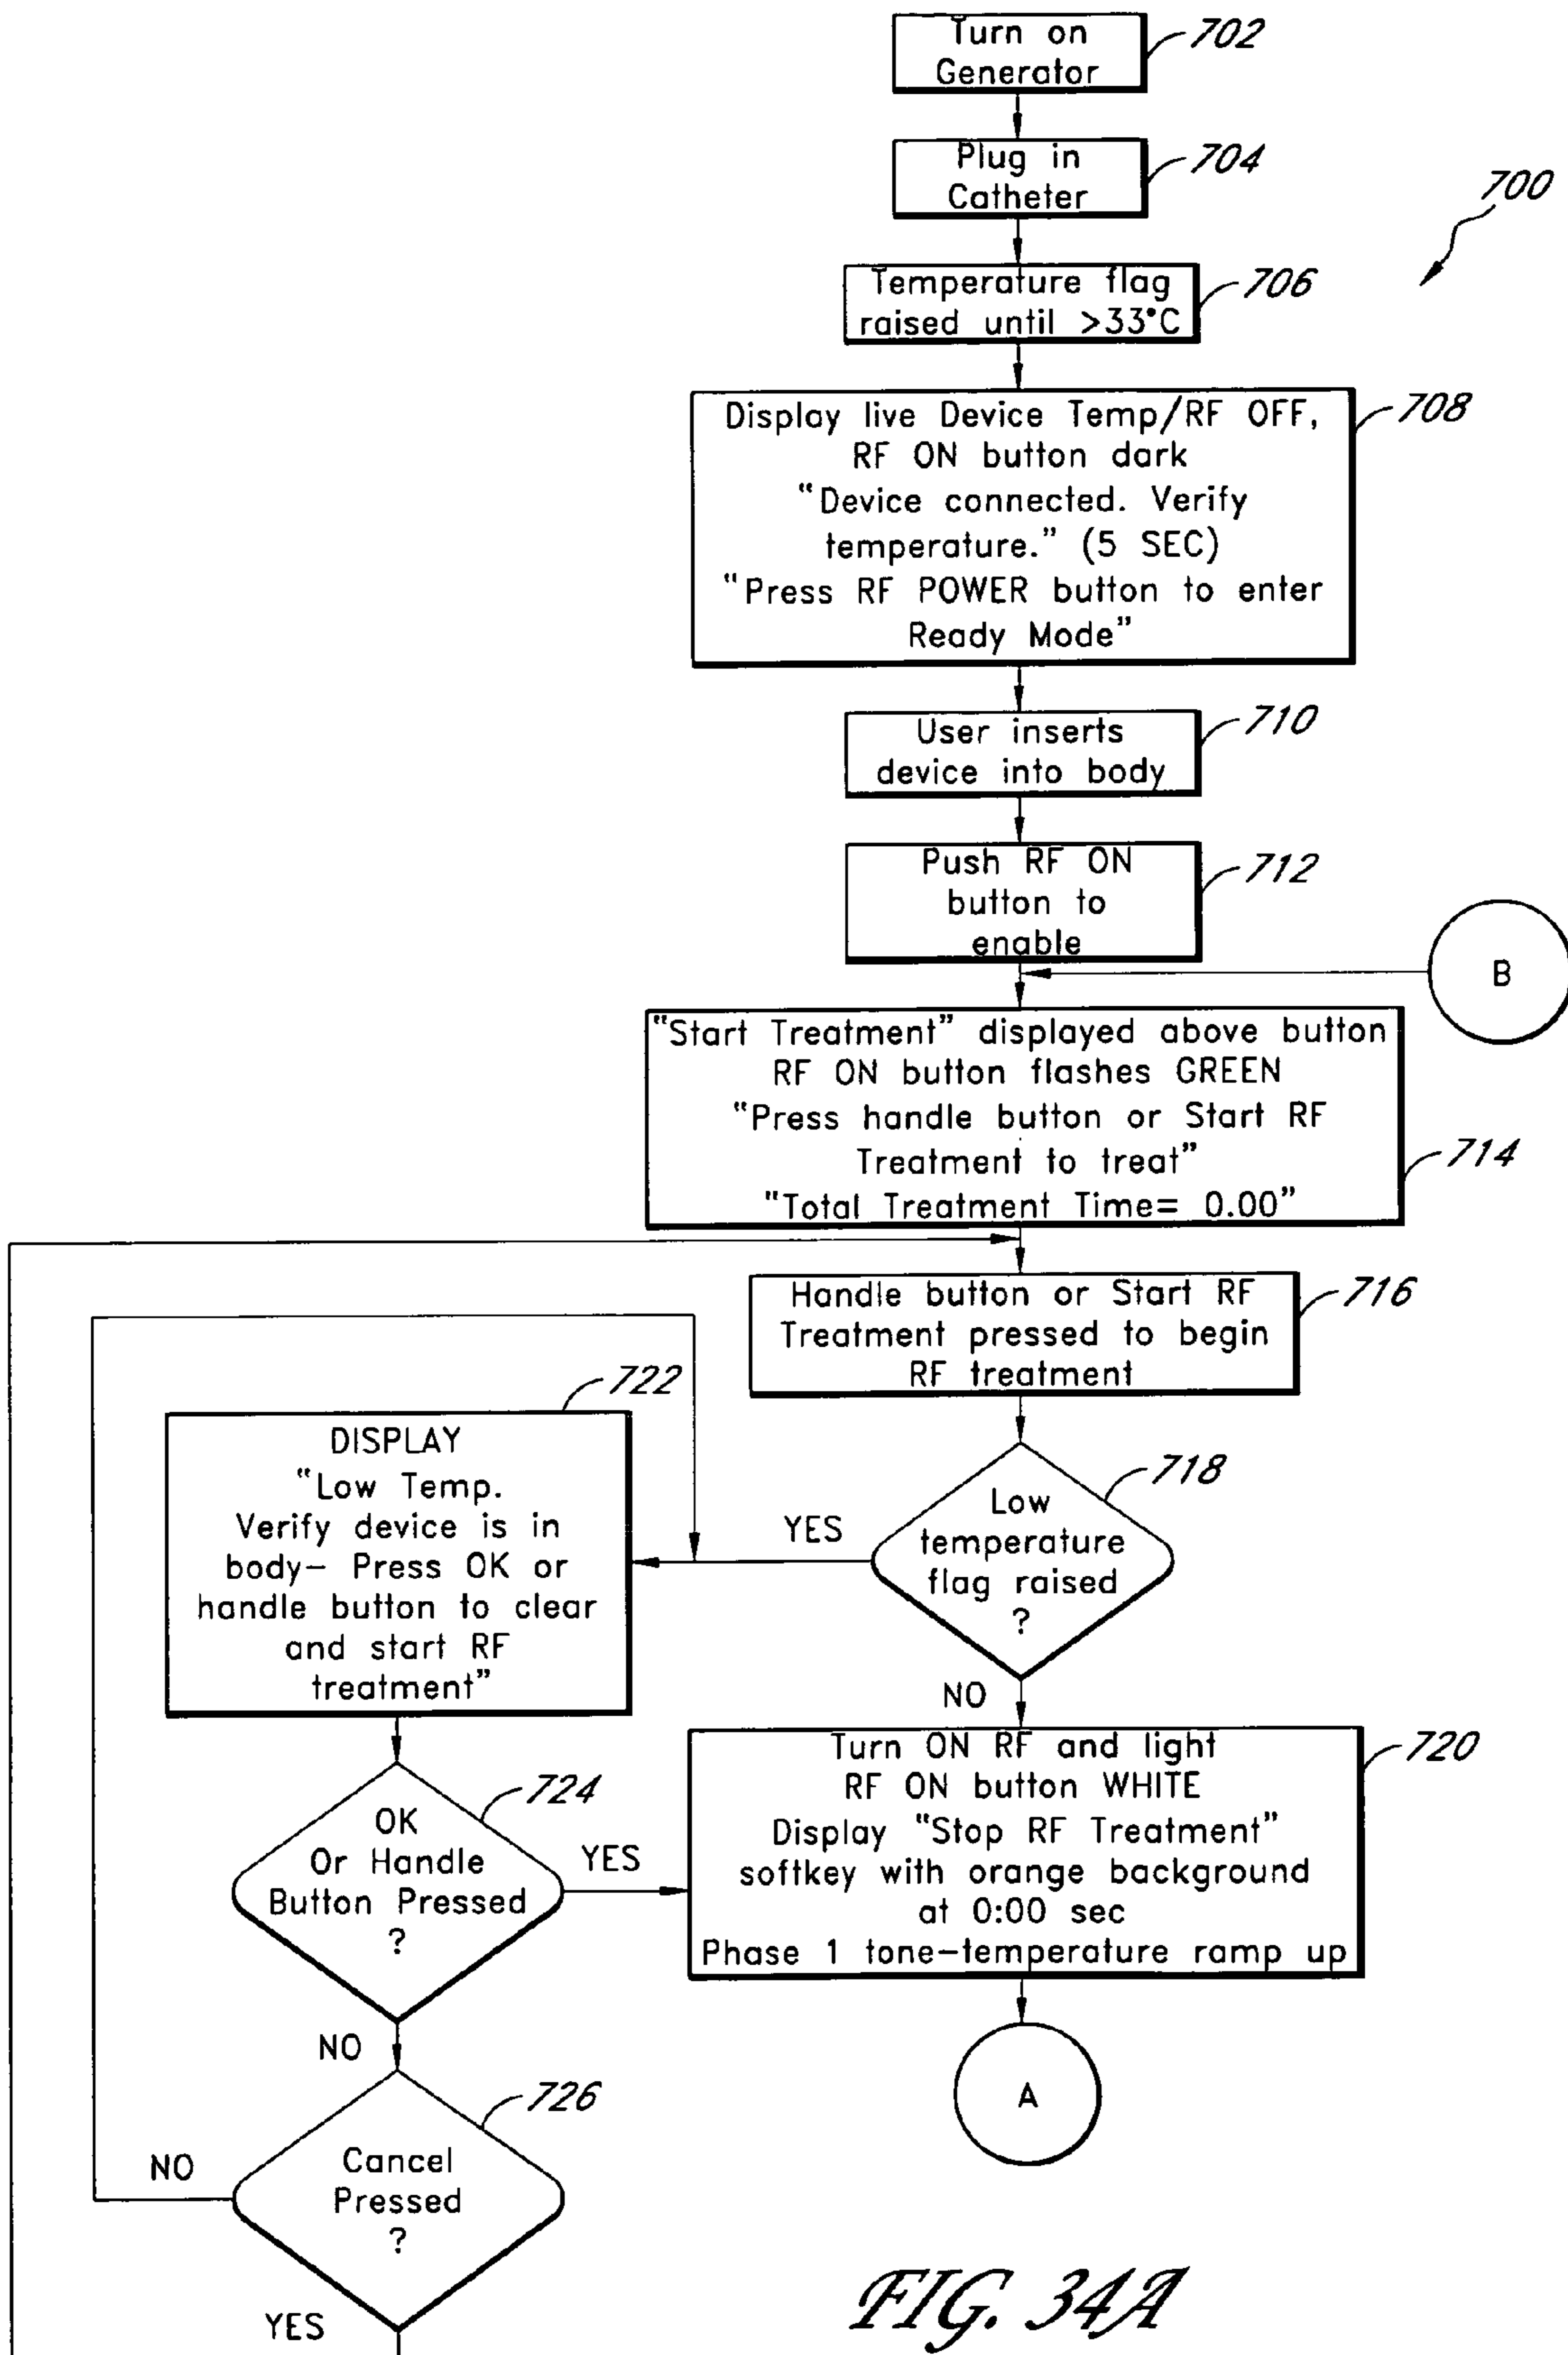 Turn on
Generator
702
Plug in
Catheter
704
700
Temperature flag
raised until >33°C
706
Display live Device Temp/RF OFF,
RF ON button dark
"Device connected. Verify
temperature." (5 SEC)
"Press RF POWER button to enter
Ready Mode"
708
User inserts
device into body
710
Push RF ON
button to
enable
712
B
"Start Treatment" displayed above button
RF ON button flashes GREEN
"Press handle button or Start RF
Treatment to treat"
"Total Treatment Time= 0.00"
714
Handle button or Start RF
Treatment pressed to begin
RF treatment
716
Low
temperature
flag raised
?
718
YES
NO
722
DISPLAY
"Low Temp.
Verify device is in
body– Press OK or
handle button to clear
and start RF
treatment"
Turn ON RF and light
RF ON button WHITE
Display "Stop RF Treatment"
softkey with orange background
at 0:00 sec
Phase 1 tone–temperature ramp up
720
OK
Or Handle
Button Pressed
?
724
YES
NO
A
Cancel
Pressed
?
726
NO
YES
FIG. 34A